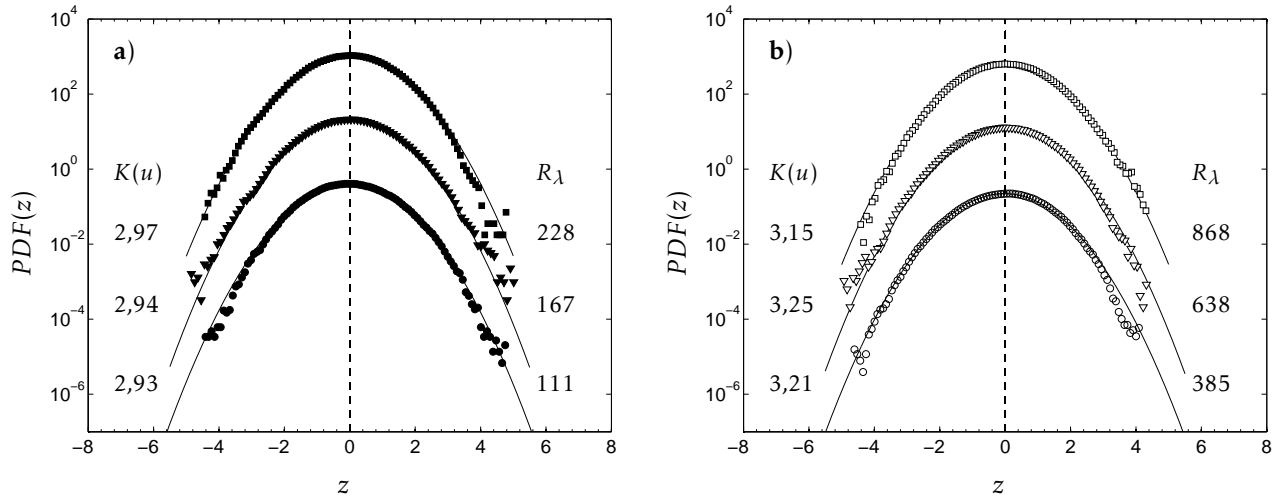 a)
10^4
10^2
10^0
10^−2
10^−4
10^−6
PDF(z)
K(u)
R_λ
2,97
228
2,94
167
2,93
111
−8 −6 −4 −2 0 2 4 6 8
z
b)
10^4
10^2
10^0
10^−2
10^−4
10^−6
PDF(z)
K(u)
R_λ
3,15
868
3,25
638
3,21
385
−8 −6 −4 −2 0 2 4 6 8
z